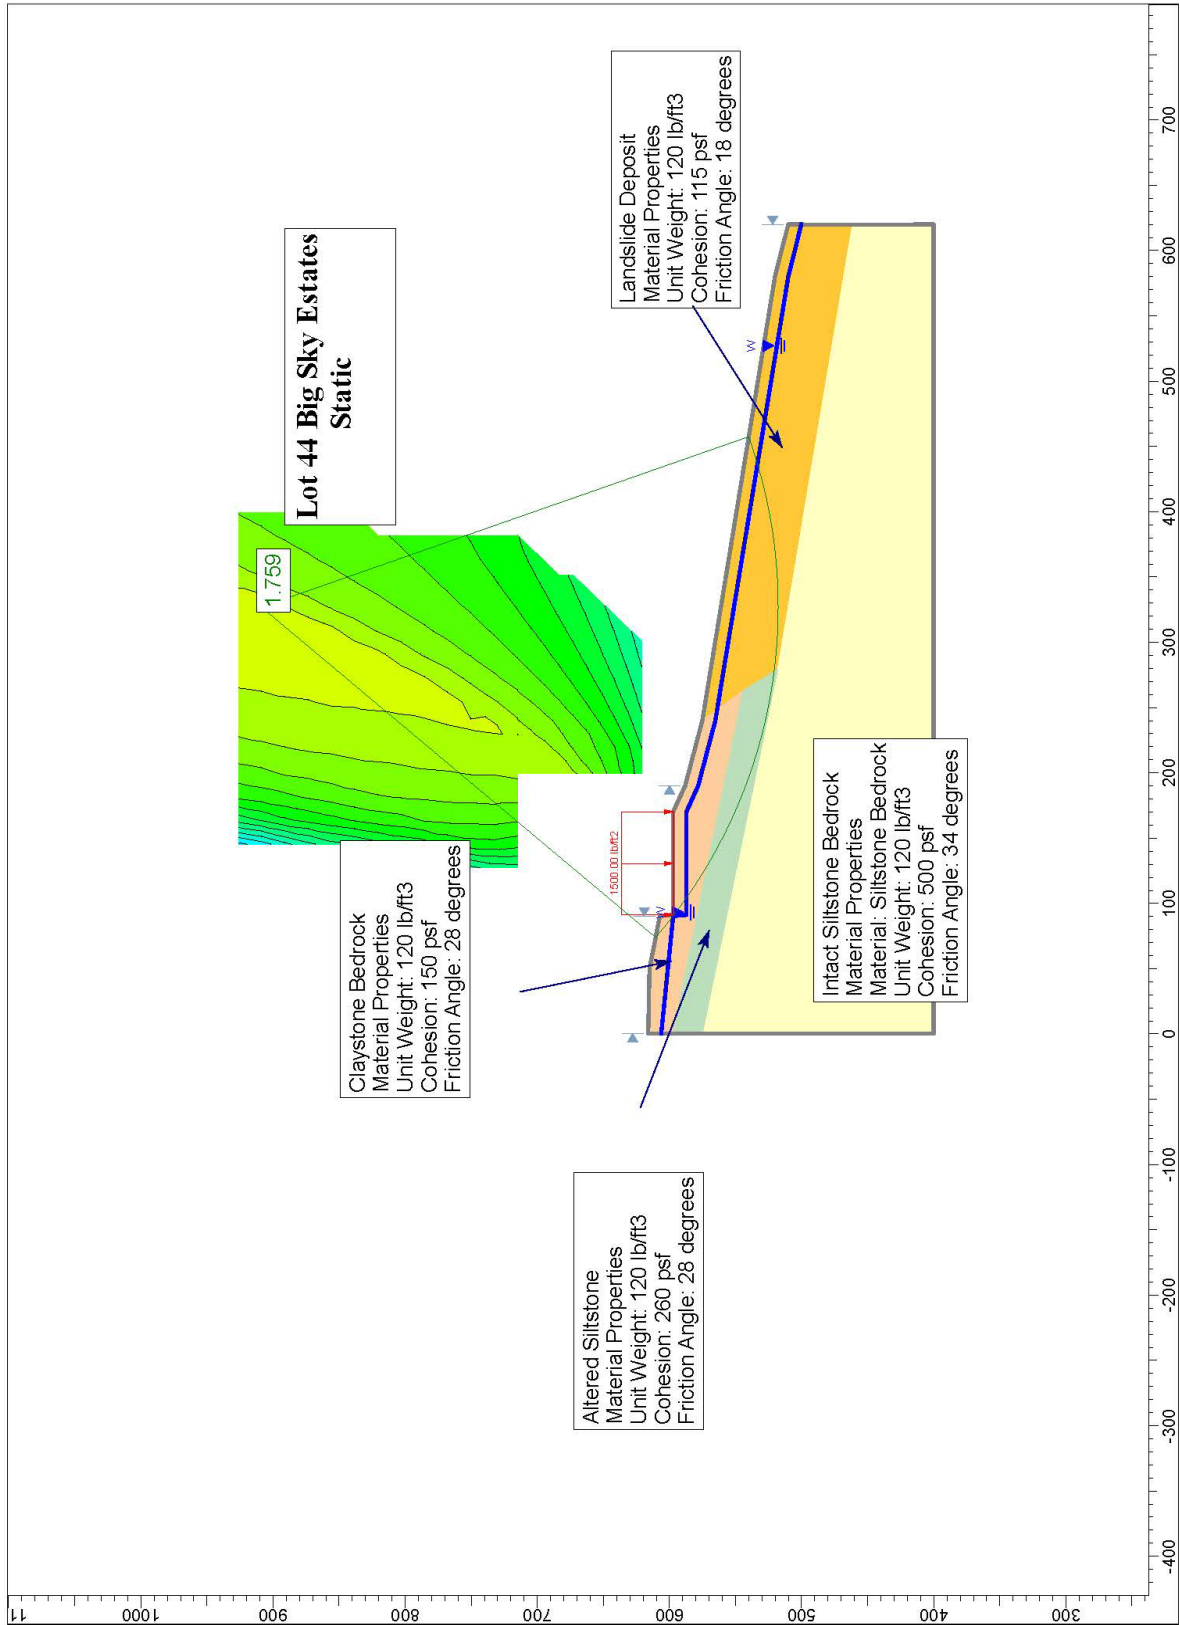 Lot 44 Big Sky Estates
Static
1.759
Claystone Bedrock
Material Properties
Unit Weight: 120 lb/ft3
Cohesion: 150 psf
Friction Angle: 28 degrees
Altered Siltstone
Material Properties
Unit Weight: 120 lb/ft3
Cohesion: 260 psf
Friction Angle: 28 degrees
1500.00 lb/ft2
W
W
Landslide Deposit
Material Properties
Unit Weight: 120 lb/ft3
Cohesion: 115 psf
Friction Angle: 18 degrees
Intact Siltstone Bedrock
Material Properties
Material: Siltstone Bedrock
Unit Weight: 120 lb/ft3
Cohesion: 500 psf
Friction Angle: 34 degrees
11
1000
900
800
700
600
500
400
300
-400
-300
-200
-100
0
100
200
300
400
500
600
700